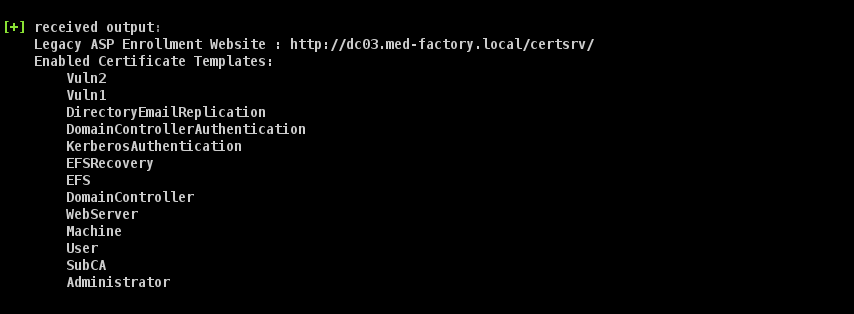 [+] received output:
Legacy ASP Enrollment Website : http://dc03.med-factory.local/certsrv/
Enabled Certificate Templates:
Vuln2
Vuln1
DirectoryEmailReplication
DomainControllerAuthentication
KerberosAuthentication
EFSRecovery
EFS
DomainController
WebServer
Machine
User
SubCA
Administrator